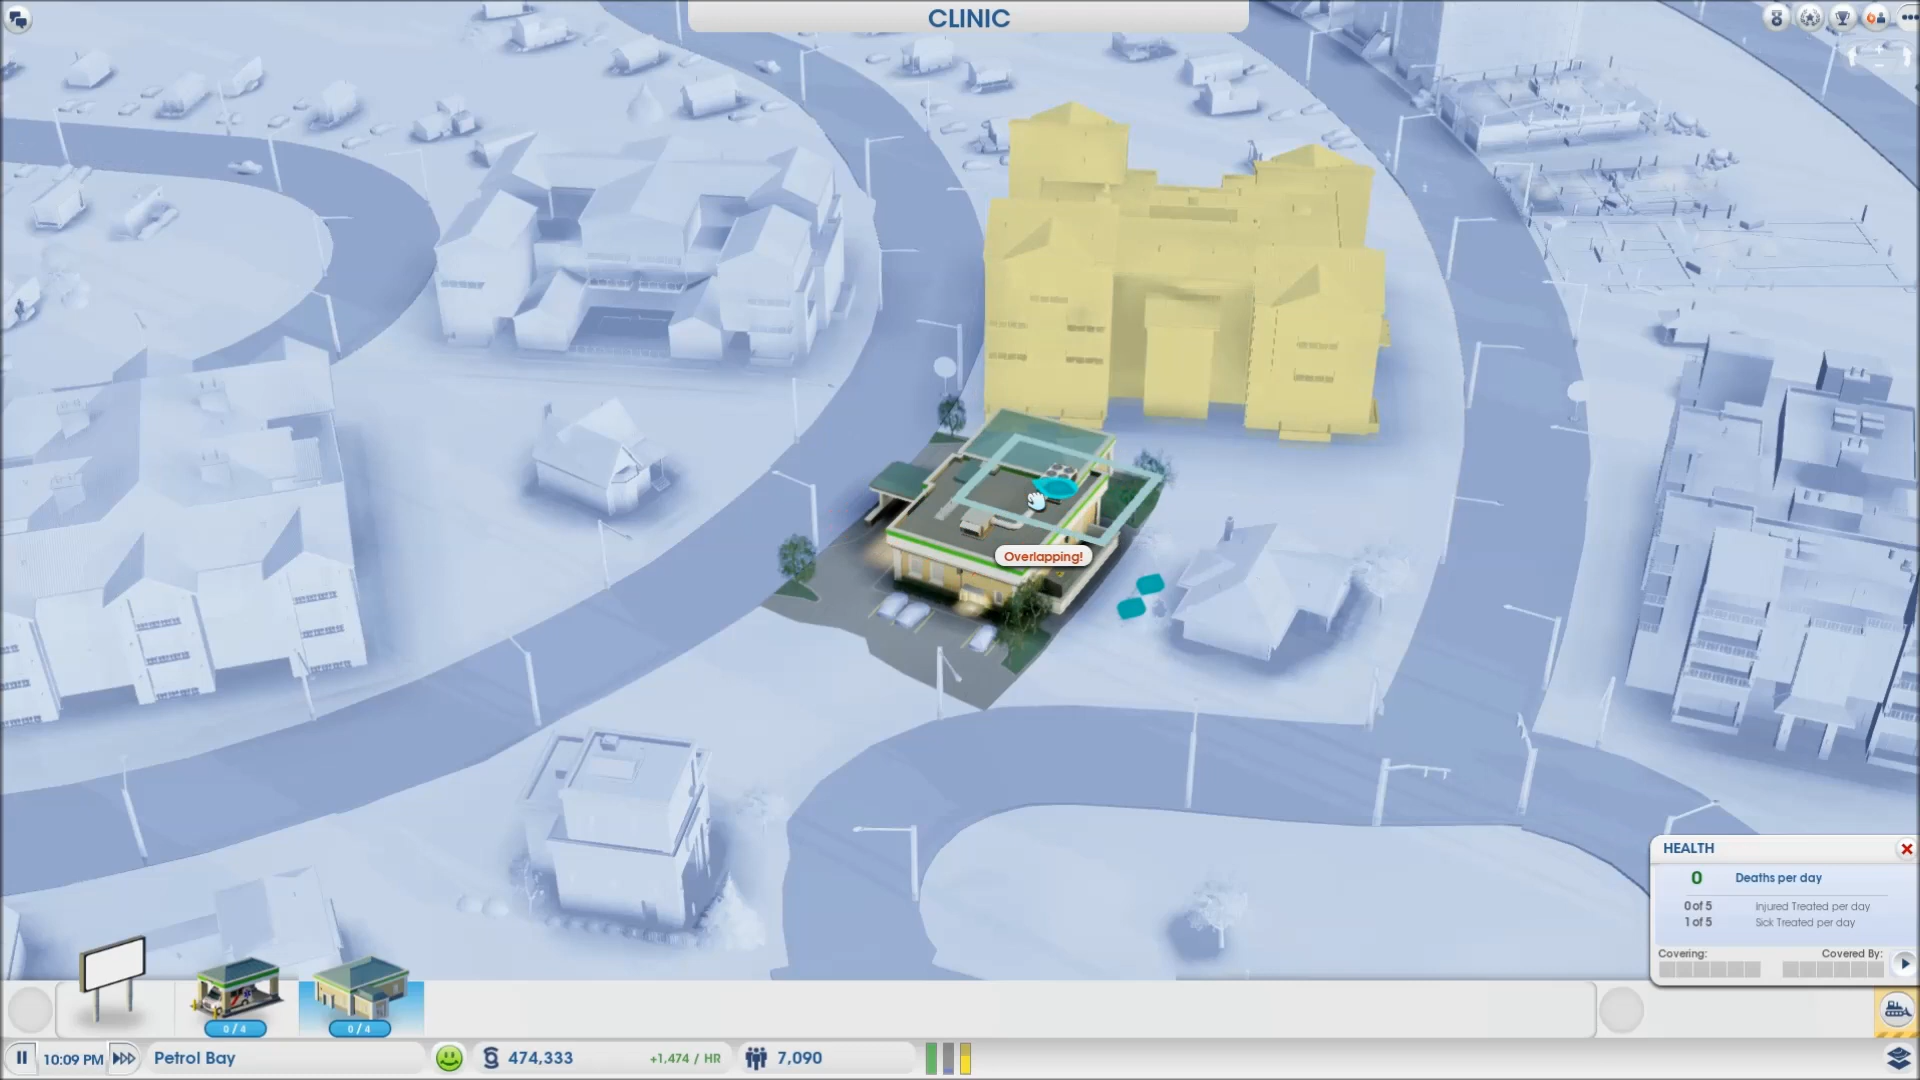 CLINIC
Overlapping!
HEALTH
0 Deaths per day
0 of 5 Injured Treated per day
1 of 5 Sick Treated per day
Covering: Covered By:
0 / 4
0 / 4
10:09 PM Petrol Bay 474,333 +1,474 / HR 7,090